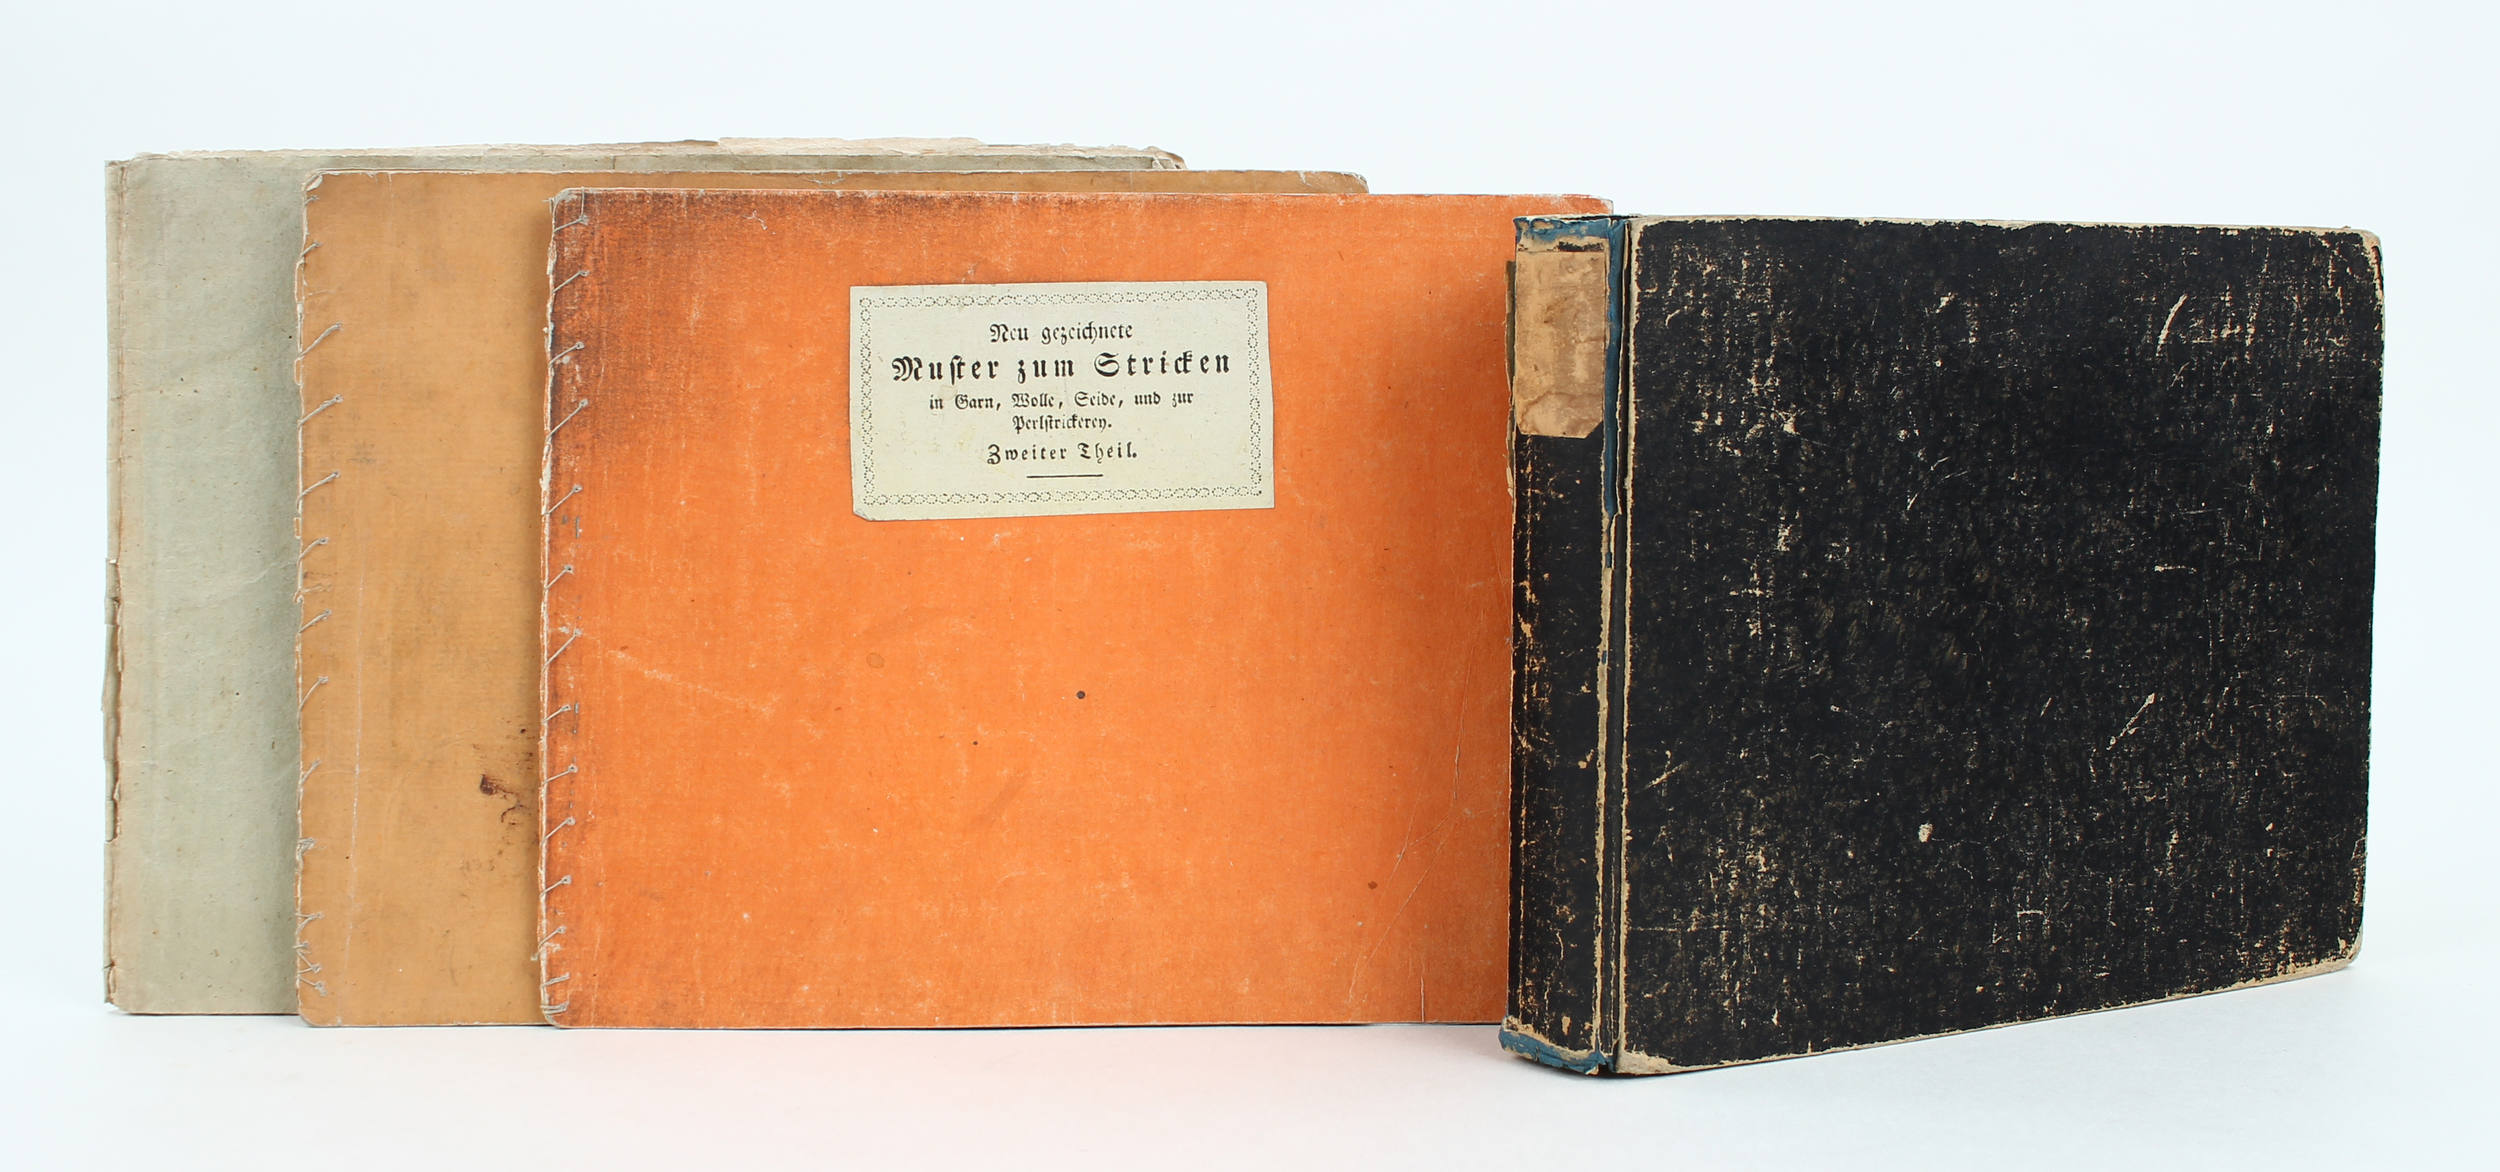 Neu gezeichnete
Muster zum Stricken
in Garn, Wolle, Seide, und zur
Perlstrickerey.
Zweiter Theil.